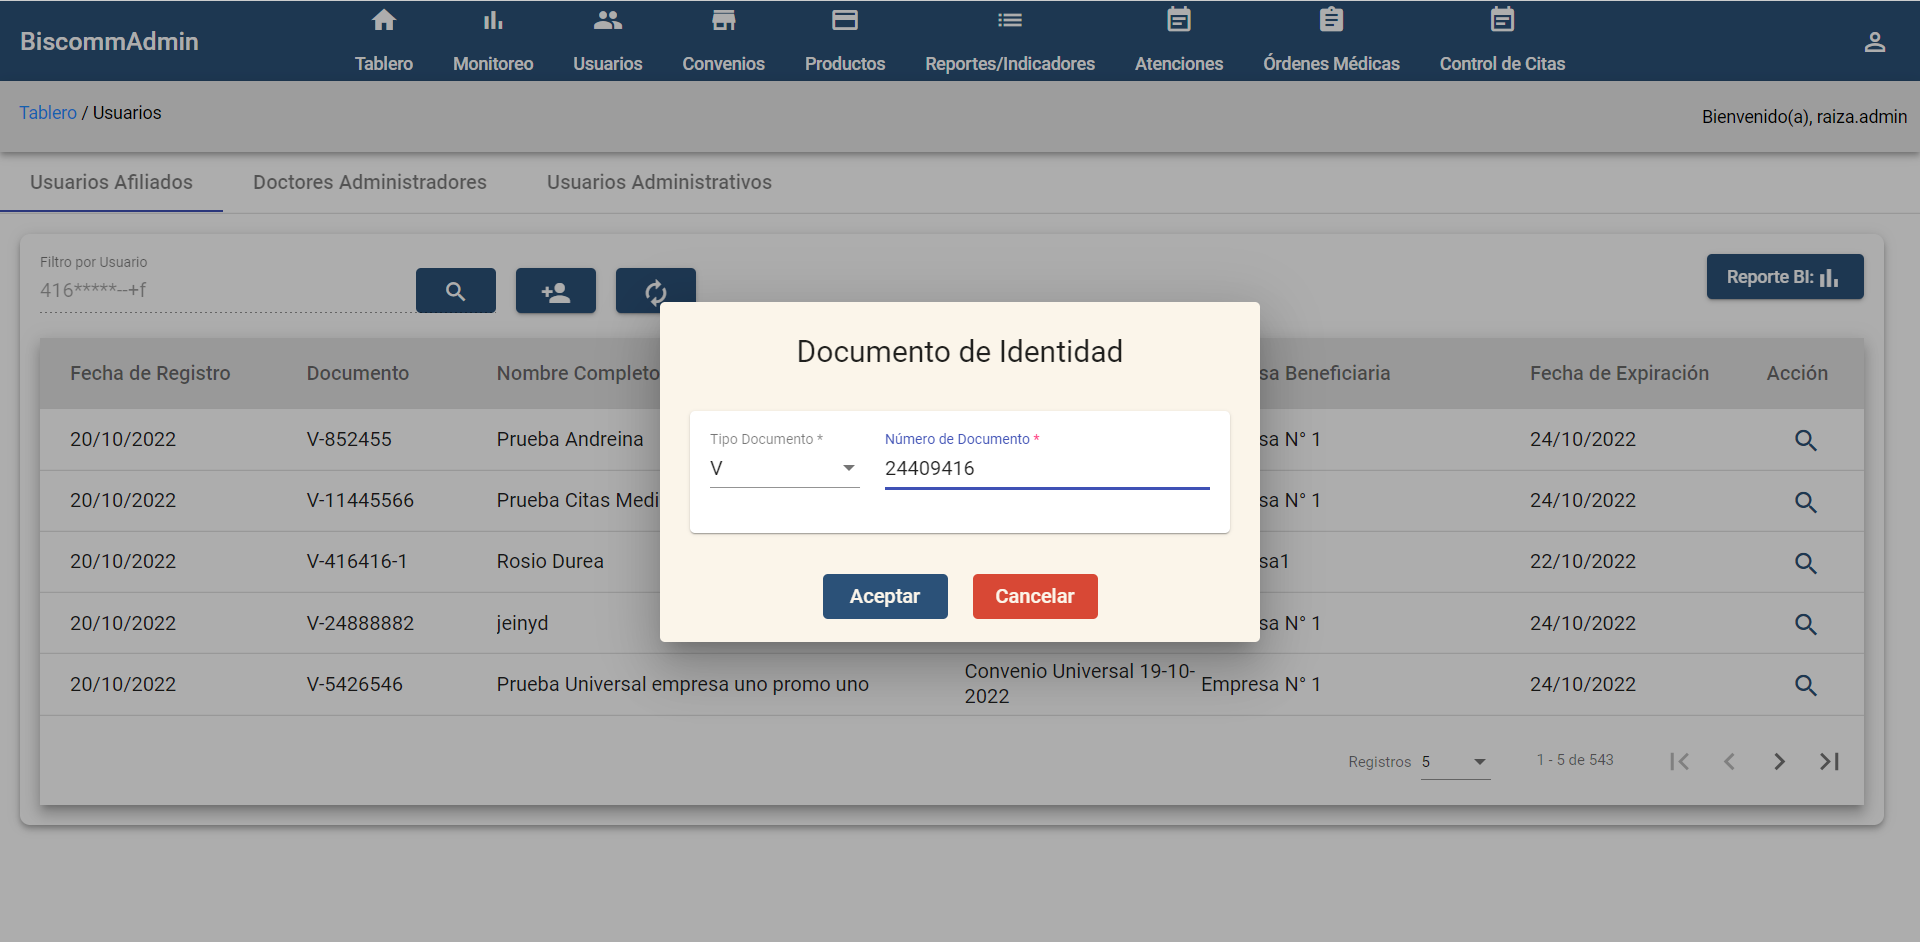 BiscommAdmin
Tablero
Monitoreo
Usuarios
Convenios
Productos
Reportes/Indicadores
Atenciones
Órdenes Médicas
Control de Citas
Tablero / Usuarios
Bienvenido(a), raiza.admin
Usuarios Afiliados
Doctores Administradores
Usuarios Administrativos
Filtro por Usuario
416*****--+f
Reporte BI:
Documento de Identidad
Tipo Documento *
Número de Documento *
V
24409416
Aceptar
Cancelar
Fecha de Registro
Documento
Nombre Completo
sa Beneficiaria
Fecha de Expiración
Acción
20/10/2022 V-852455 Prueba Andreina sa N° 1 24/10/2022
20/10/2022 V-11445566 Prueba Citas Medi sa N° 1 24/10/2022
20/10/2022 V-416416-1 Rosio Durea sa1 22/10/2022
20/10/2022 V-24888882 jeinyd sa N° 1 24/10/2022
20/10/2022 V-5426546 Prueba Universal empresa uno promo uno Convenio Universal 19-10-
2022 Empresa N° 1 24/10/2022
Registros 5
1 - 5 de 543